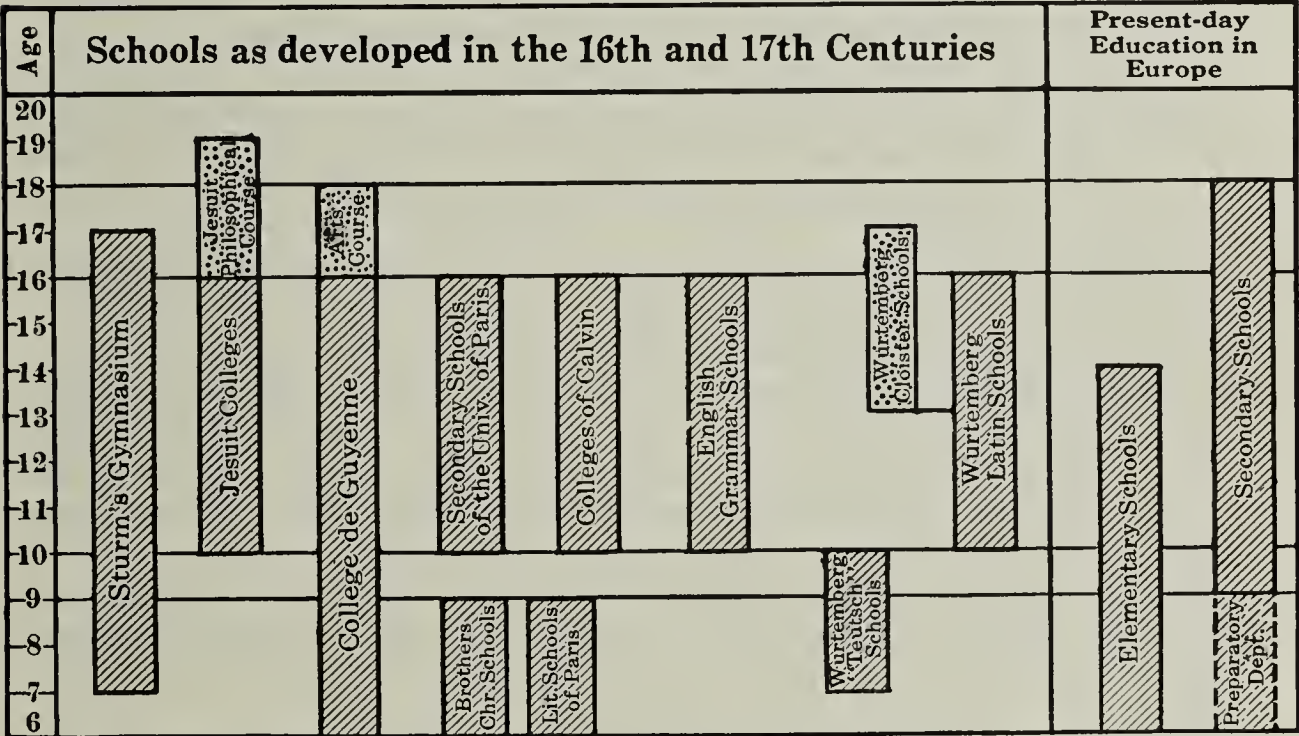 Age
Schools as developed in the 16th and 17th Centuries
Present-day
Education in
Europe
20
19
18
17
16
15
14
13
12
11
10
9
8
7
6
Sturm's Gymnasium
Jesuit
Philosophical
Course
Jesuit Colleges
Arts
Course
College de Guyenne
Secondary Schools
of the Univ. of Paris
Brothers
Chr. Schools
Lit. Schools
of Paris
Colleges of Calvin
English
Grammar Schools
Wurtemberg
"Teutsch"
Schools
Wurtemberg
Cloister Schools
Wurtemberg
Latin Schools
Elementary Schools
Secondary Schools
Preparatory
Dept.